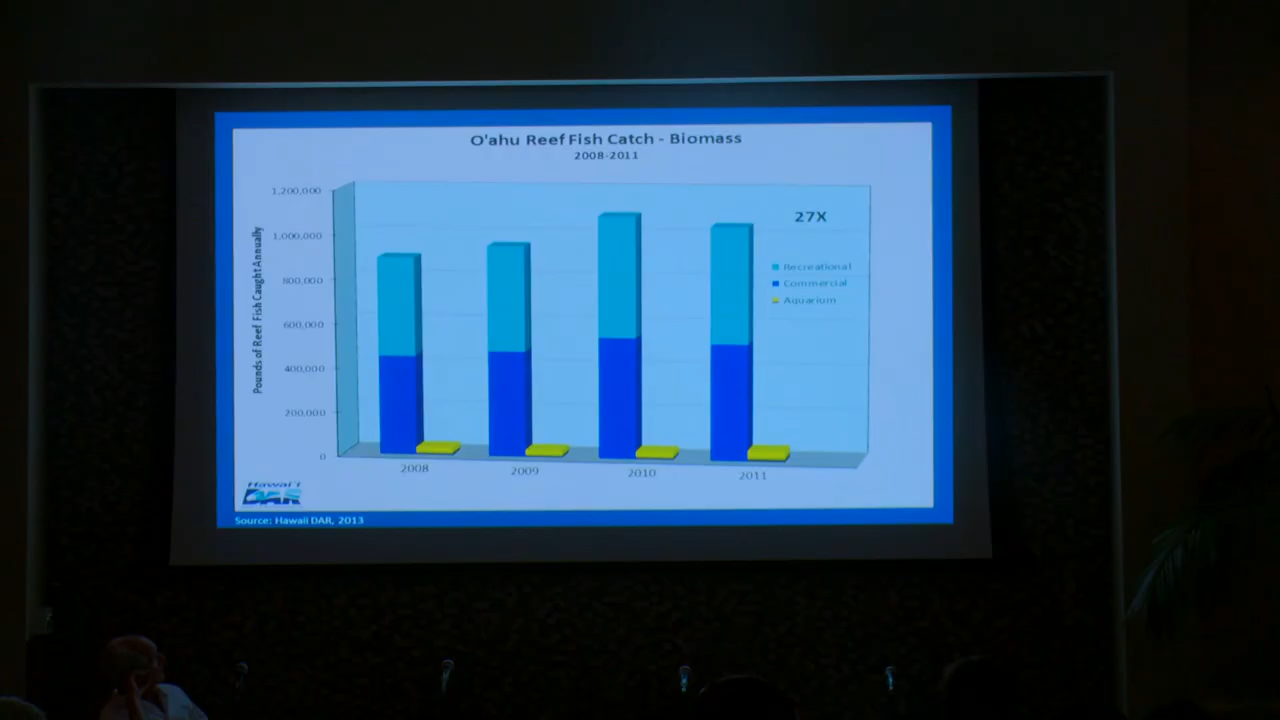 O'ahu Reef Fish Catch - Biomass
2008-2011
Pounds of Reef Fish Caught Annually
1,200,000
1,000,000
800,000
600,000
400,000
200,000
0
27X
Recreational
Commercial
Aquarium
2008
2009
2010
2011
Hawai'i
DAR
Source: Hawaii DAR, 2013